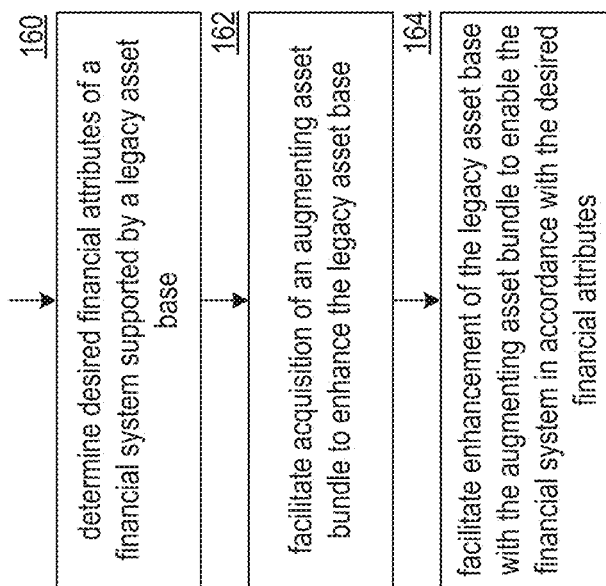 160
determine desired financial attributes of a
financial system supported by a legacy asset
base
162
facilitate acquisition of an augmenting asset
bundle to enhance the legacy asset base
164
facilitate enhancement of the legacy asset base
with the augmenting asset bundle to enable the
financial system in accordance with the desired
financial attributes